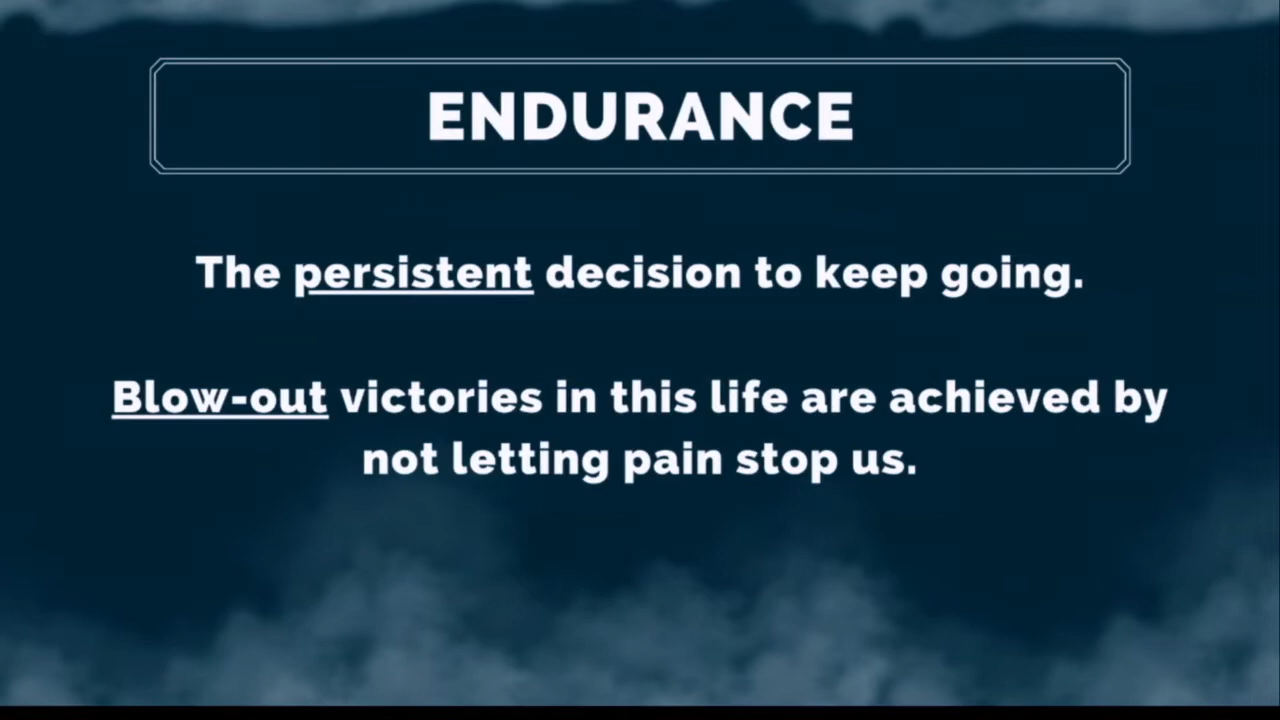 ENDURANCE
The persistent decision to keep going.
Blow-out victories in this life are achieved by
not letting pain stop us.